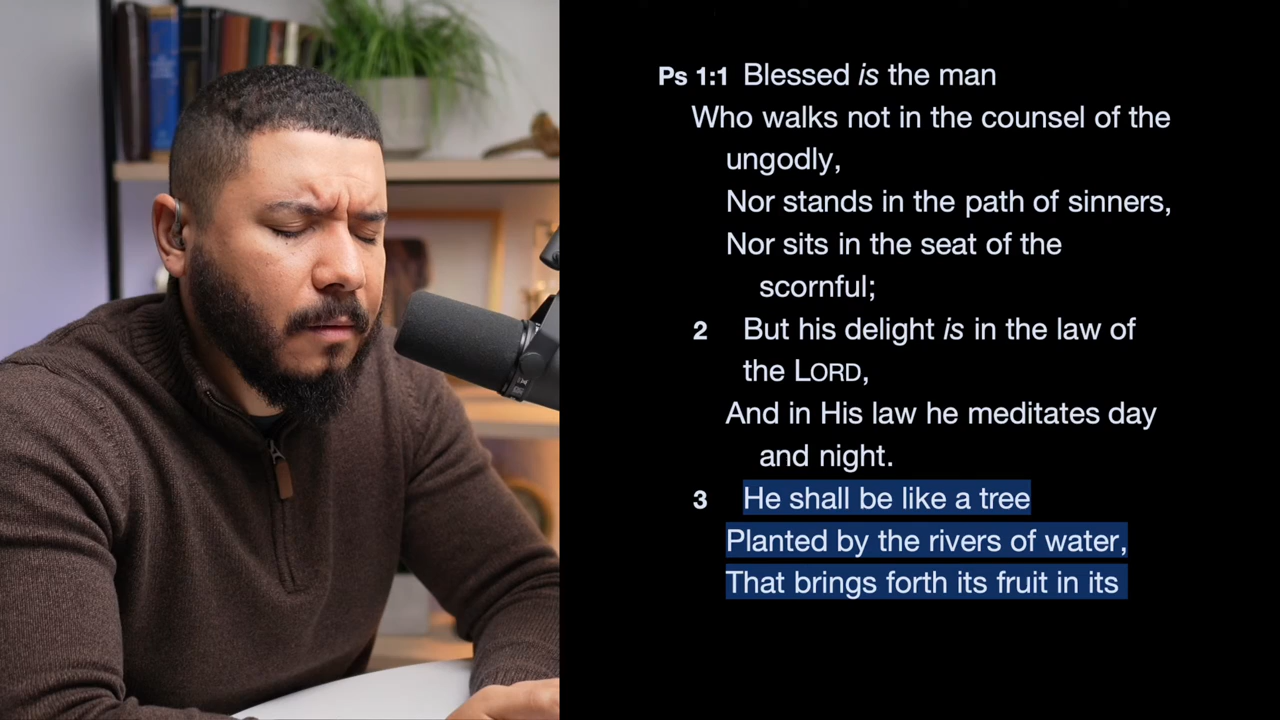 Ps 1:1 Blessed is the man
Who walks not in the counsel of the
ungodly,
Nor stands in the path of sinners,
Nor sits in the seat of the
scornful;
2 But his delight is in the law of
the LORD,
And in His law he meditates day
and night.
3 He shall be like a tree
Planted by the rivers of water,
That brings forth its fruit in its